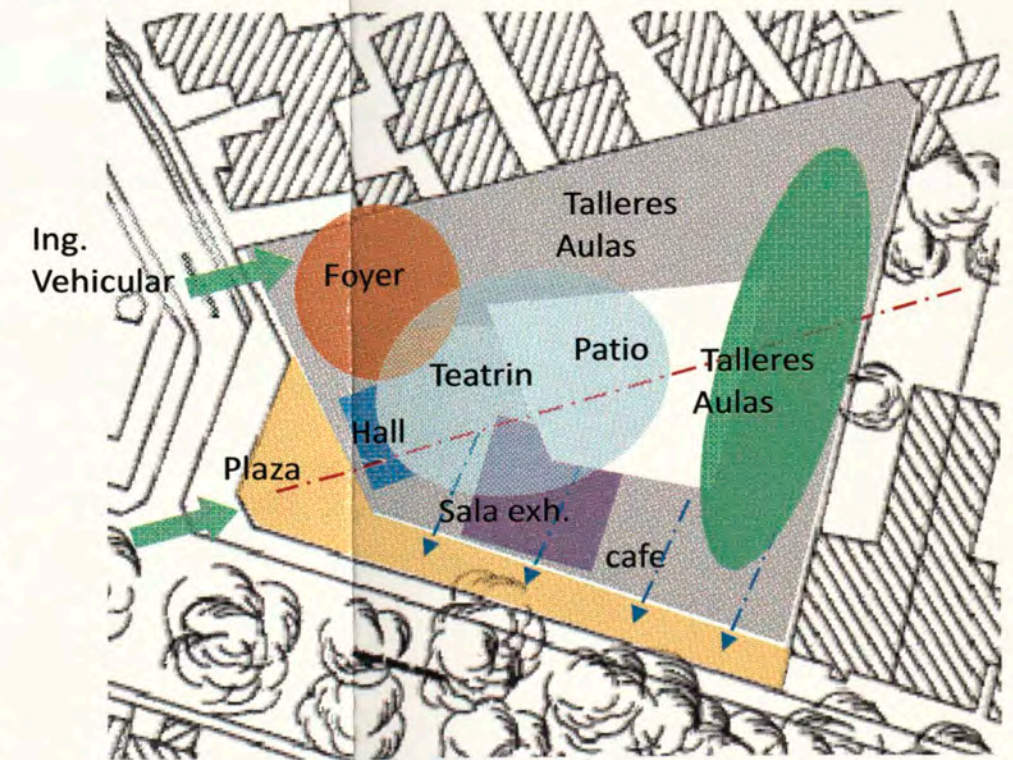 Talleres
Aulas
Ing.
Vehicular
Foyer
Patio
Teatrin
Talleres
Aulas
Hall
Plaza
Sala exh.
cafe